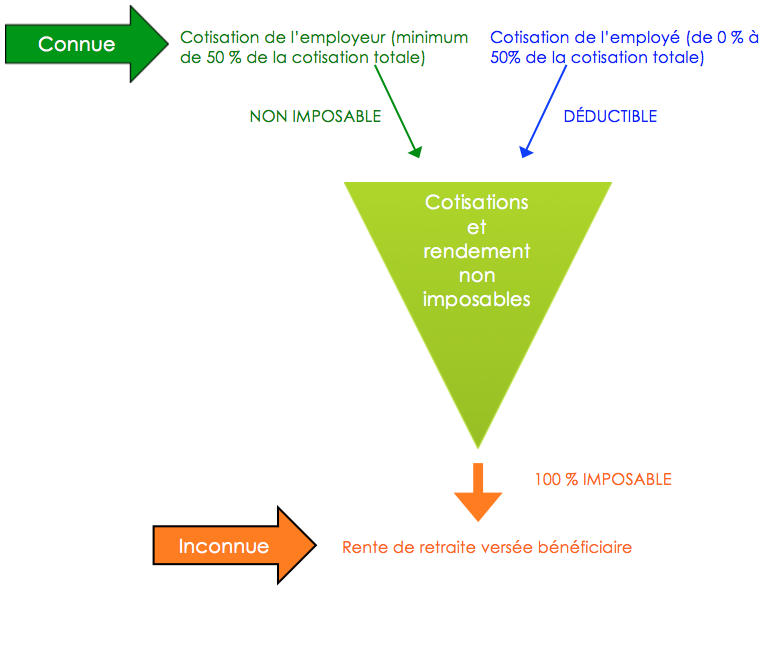 Connue
Cotisation de l’employeur (minimum
de 50 % de la cotisation totale)
Cotisation de l’employé (de 0 % à
50% de la cotisation totale)
NON IMPOSABLE
DÉDUCTIBLE
Cotisations
et
rendement
non
imposables
100 % IMPOSABLE
Inconnue
Rente de retraite versée bénéficiaire